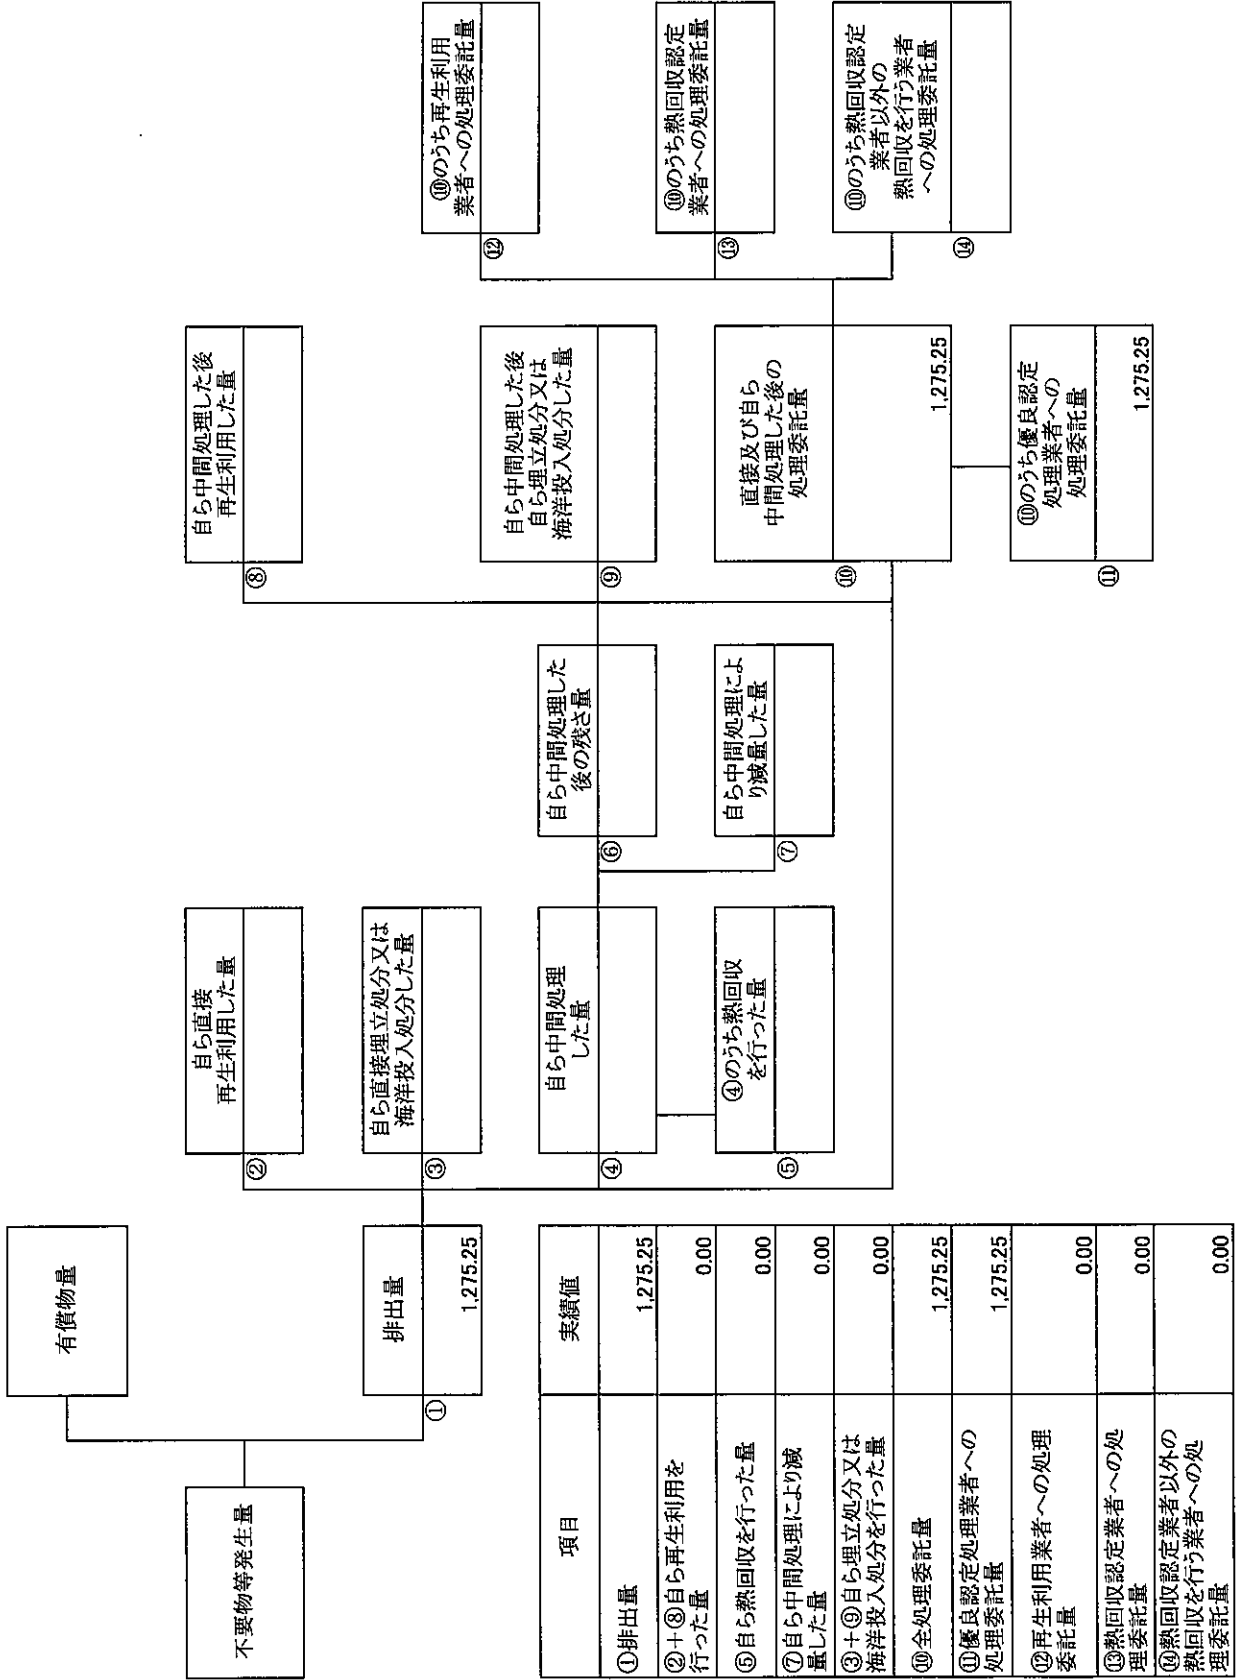 不要物等発生量
有償物量
①
排出量
1,275.25
②
自ら直接
再生利用した量
③
自ら直接埋立処分又は
海洋投入処分した量
④
自ら中間処理
した量
⑤
④のうち熱回収
を行った量
⑥
自ら中間処理した
後の残さ量
⑦
自ら中間処理によ
り減量した量
⑧
自ら中間処理した後
再生利用した量
⑨
自ら中間処理した後
自ら埋立処分又は
海洋投入処分した量
⑩
直接及び自ら
中間処理した後の
処理委託量
1,275.25
⑪
⑩のうち優良認定
処理業者への
処理委託量
1,275.25
⑫
⑩のうち再生利用
業者への処理委託量
⑬
⑩のうち熱回収認定
業者への処理委託量
⑭
⑩のうち熱回収認定
業者以外の
熱回収を行う業者
への処理委託量
項目 実績値
①排出量 1,275.25
②+⑧自ら再生利用を
行った量 0.00
⑤自ら熱回収を行った量 0.00
⑦自ら中間処理により減
量した量 0.00
③+⑨自ら埋立処分又は
海洋投入処分を行った量 0.00
⑩全処理委託量 1,275.25
⑪優良認定処理業者への
処理委託量 1,275.25
⑫再生利用業者への処理
委託量 0.00
⑬熱回収認定業者への処
理委託量 0.00
⑭熱回収認定業者以外の
熱回収を行う業者への処
理委託量 0.00